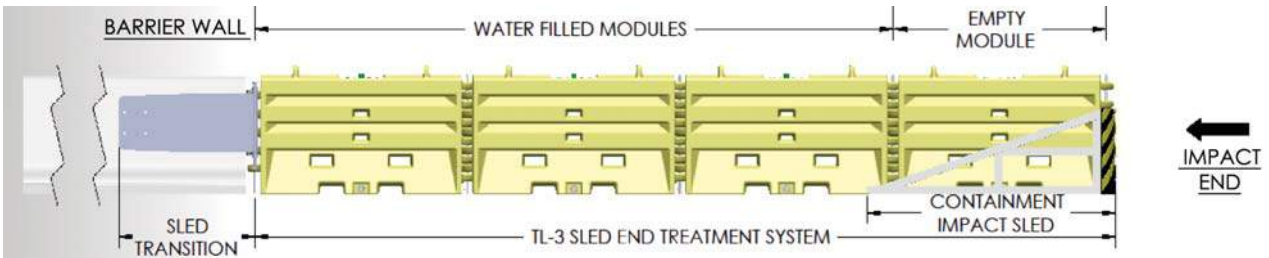 BARRIER WALL
WATER FILLED MODULES
EMPTY
MODULE
IMPACT
END
SLED
TRANSITION
TL-3 SLED END TREATMENT SYSTEM
CONTAINMENT
IMPACT SLED